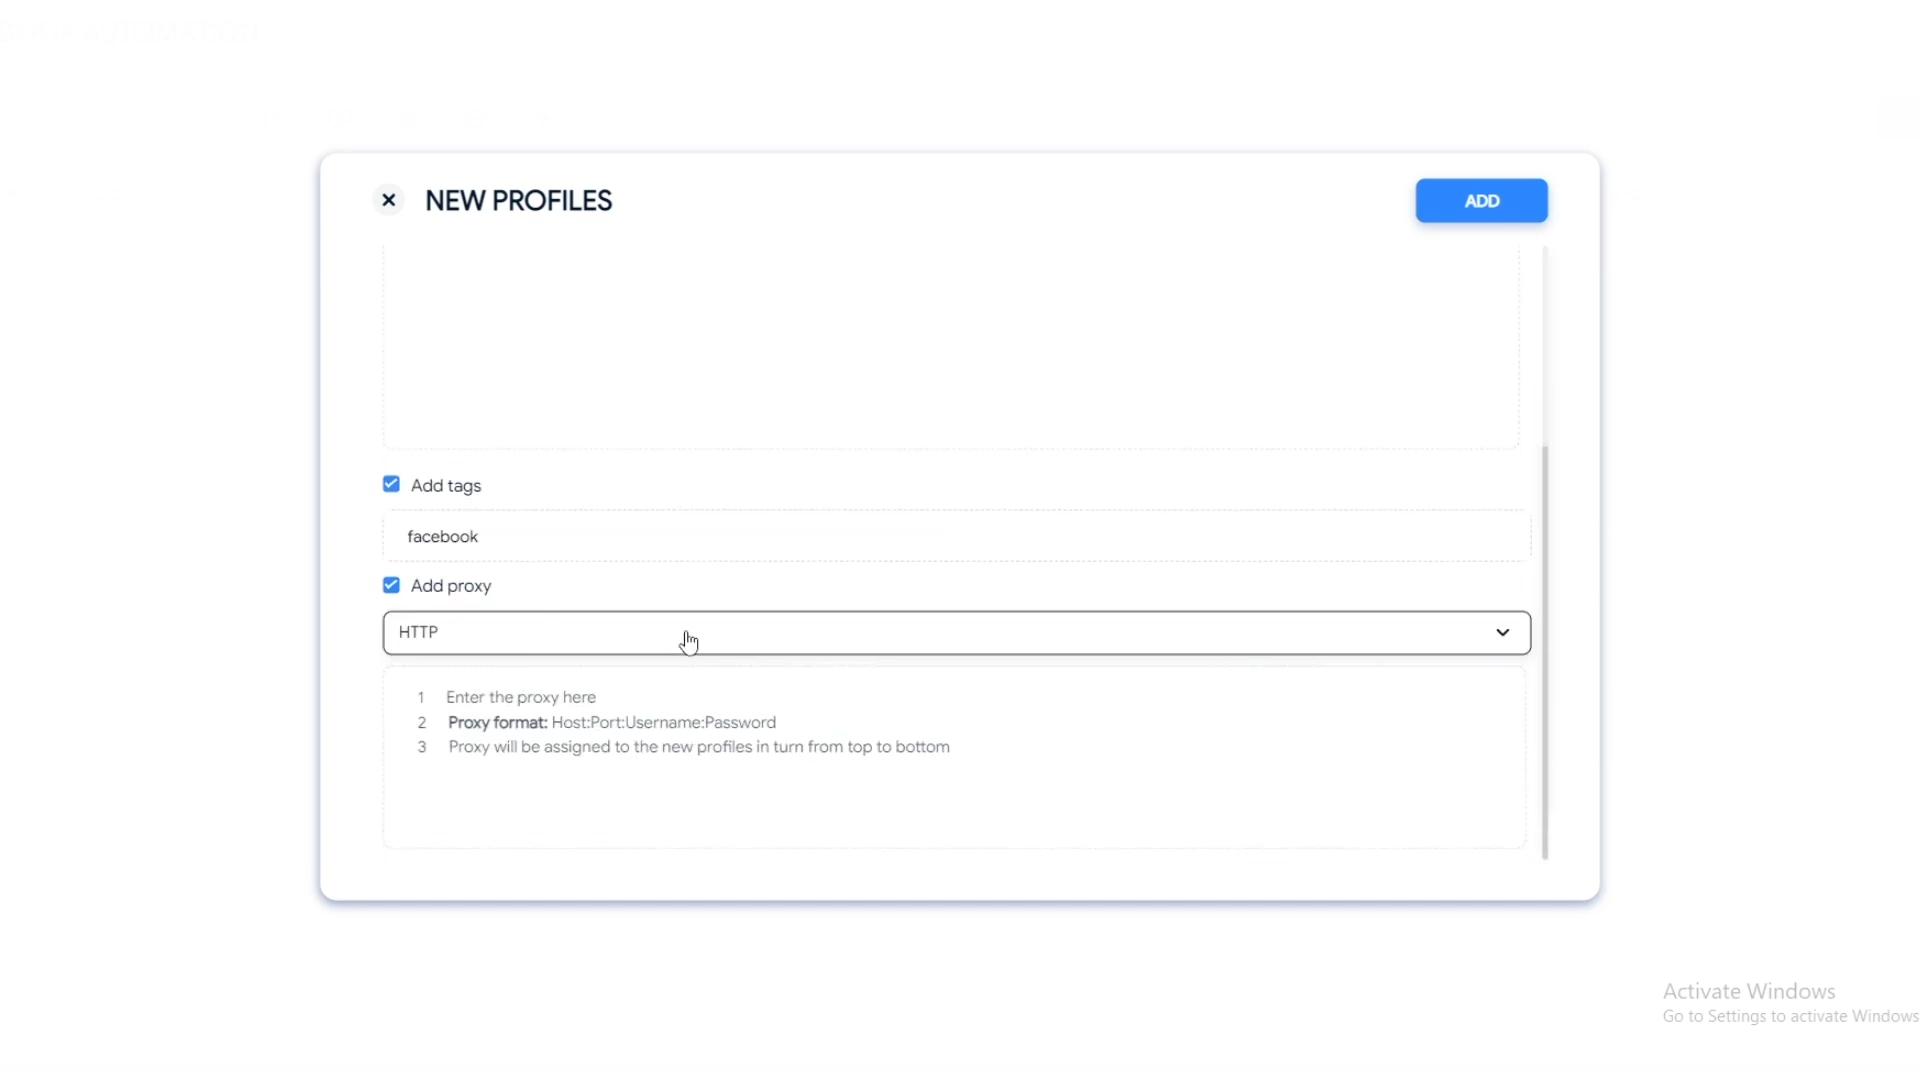 NEW PROFILES
ADD
Add tags
facebook
Add proxy
HTTP
1 Enter the proxy here
2 Proxy format: Host:Port:Username:Password
3 Proxy will be assigned to the new profiles in turn from top to bottom
Activate Windows
Go to Settings to activate Windows